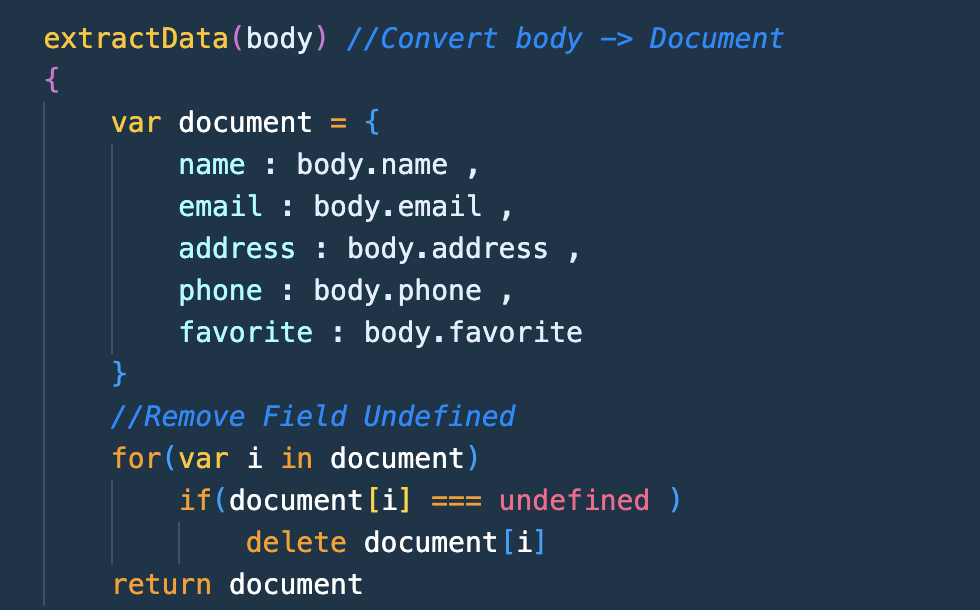 extractData(body) //Convert body -> Document
{
var document = {
name : body.name ,
email : body.email ,
address : body.address ,
phone : body.phone ,
favorite : body.favorite
}
//Remove Field Undefined
for(var i in document)
if(document[i] === undefined )
delete document[i]
return document